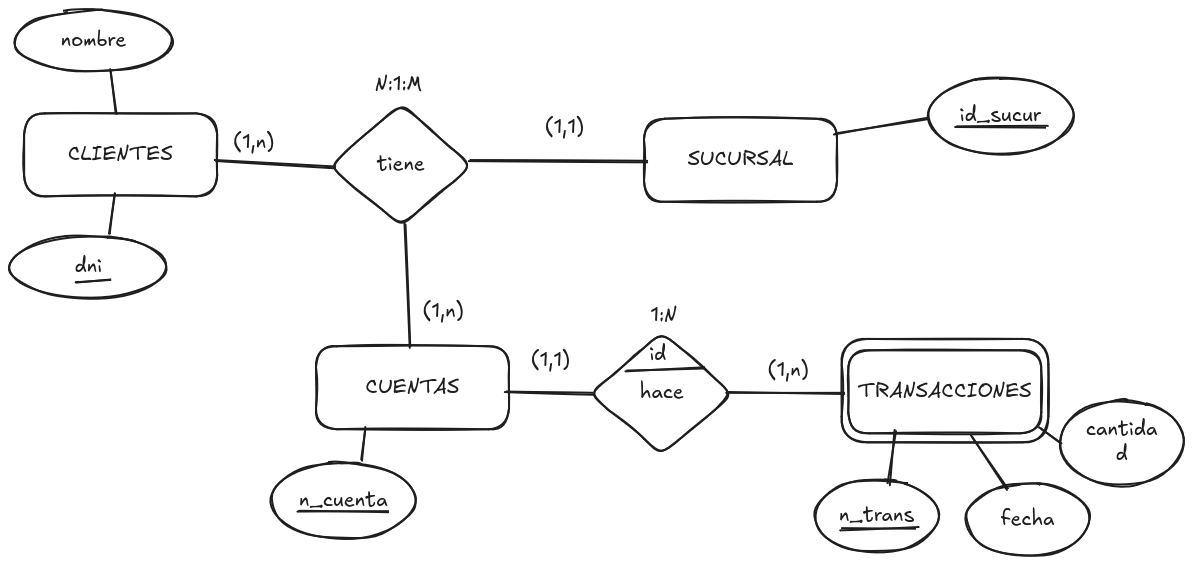 nombre
N:1:M
CLIENTES
(1,n)
tiene
(1,1)
SUCURSAL
id_sucur
dni
(1,n)
CUENTAS
(1,1)
1:N
id
hace
(1,n)
TRANSACCIONES
cantida
d
n_cuenta
n_trans
fecha